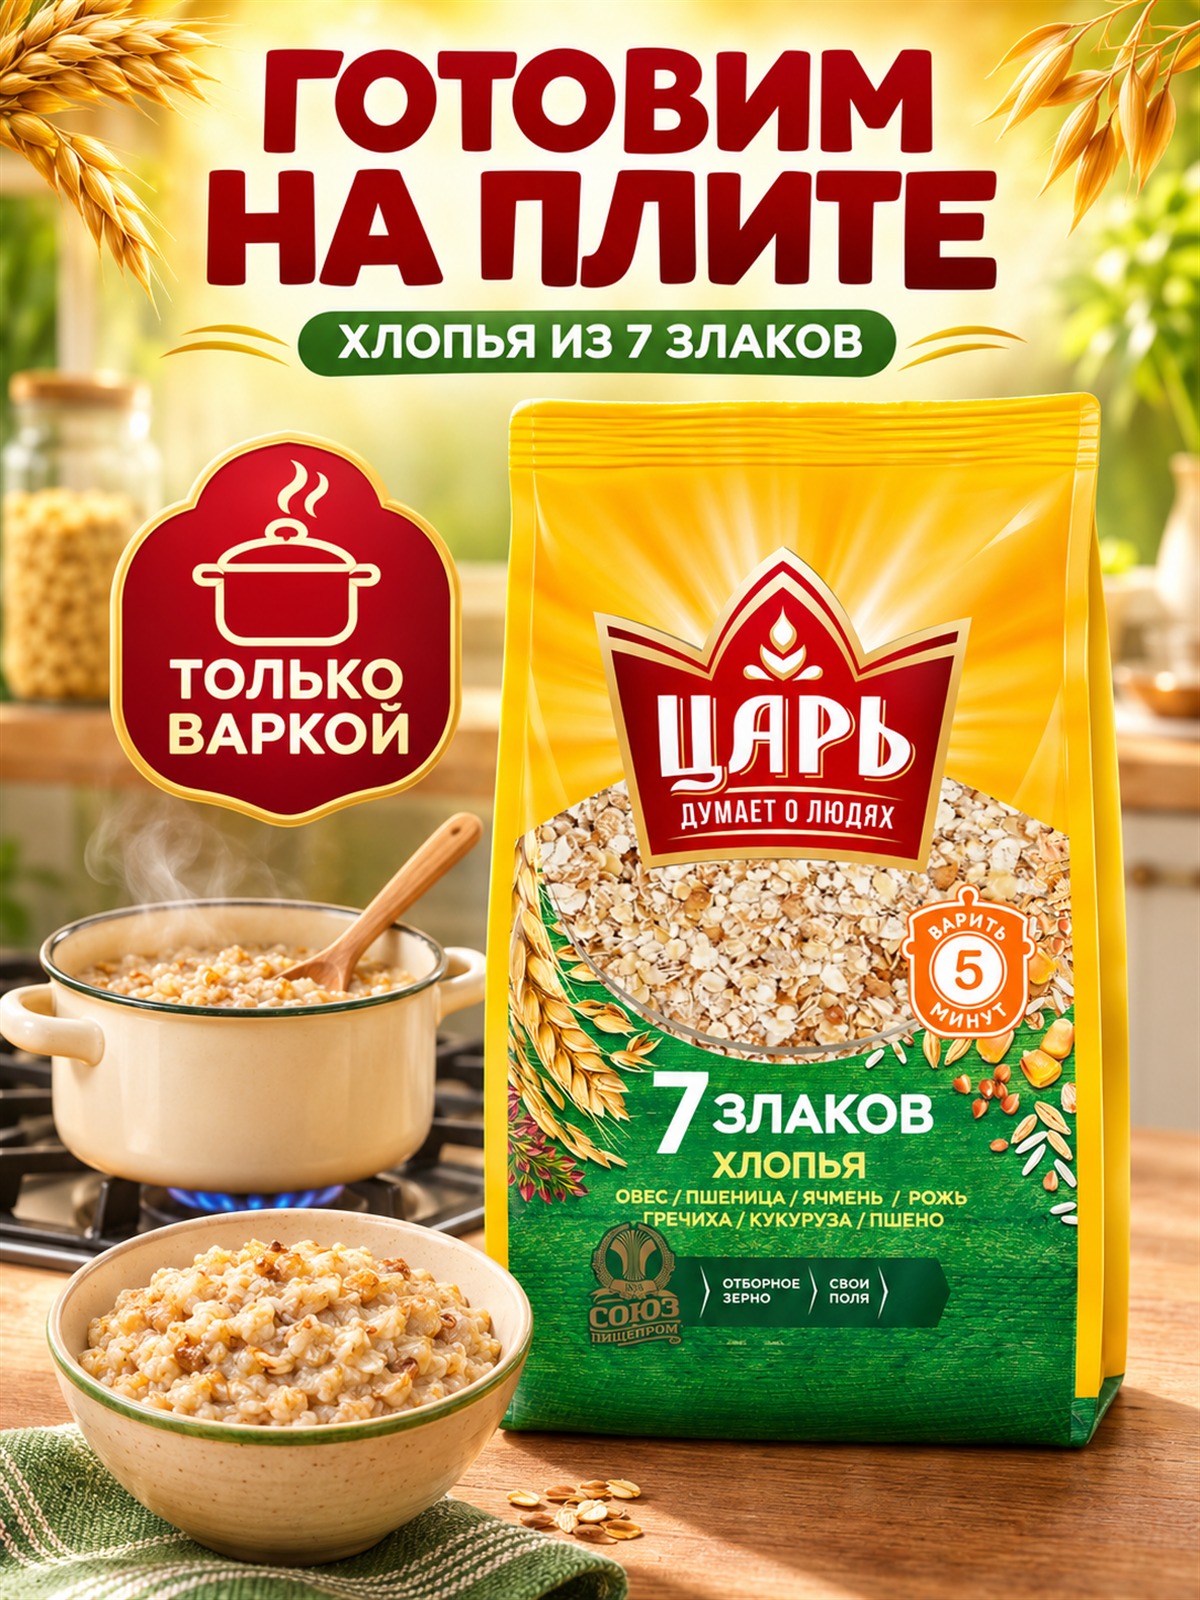 ГОТОВИМ
НА ПЛИТЕ
ХЛОПЬЯ ИЗ 7 ЗЛАКОВ
ТОЛЬКО
ВАРКОЙ
ЦАРЬ
ДУМАЕТ О ЛЮДЯХ
ВАРИТЬ
5
МИНУТ
7 ЗЛАКОВ
ХЛОПЬЯ
ОВЕС / ПШЕНИЦА / ЯЧМЕНЬ / РОЖЬ
ГРЕЧИХА / КУКУРУЗА / ПШЕНО
СОЮЗ
ПИЩЕПРОМ
ОТБОРНОЕ
ЗЕРНО
СВОИ
ПОЛЯ